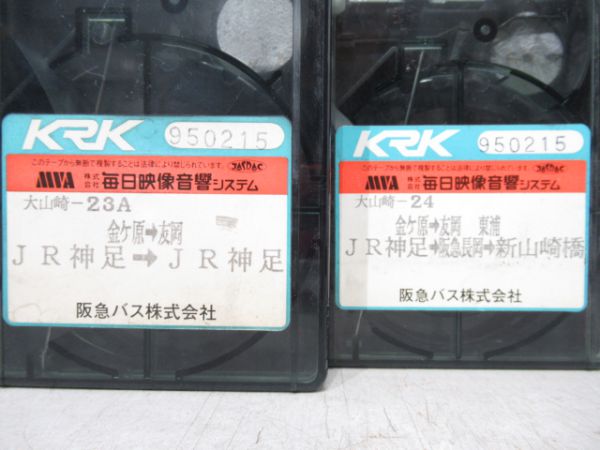 KRK 950215
このテープから無断で複製することは法律により禁じられています。 JASRAC
MVA 株式会社 毎日映像音響システム
大山崎-23A
金ケ原→友岡
JR神足→JR神足
阪急バス株式会社
KRK 950215
このテープから無断で複製することは法律により禁じられています。 JASRAC
MVA 株式会社 毎日映像音響システム
大山崎-24
金ケ原→友岡 東浦
JR神足→阪急長岡→新山崎橋
阪急バス株式会社